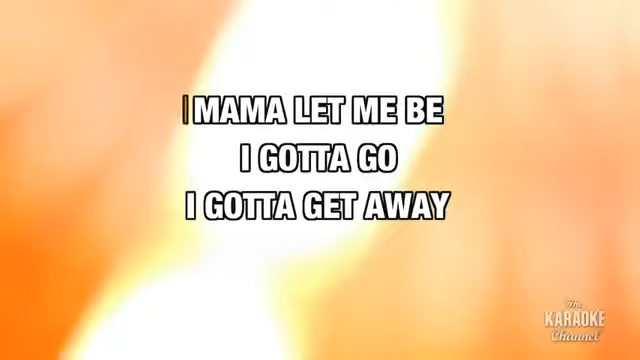 MAMA LET ME BE
I GOTTA GO
I GOTTA GET AWAY
The
KARAOKE
Channel